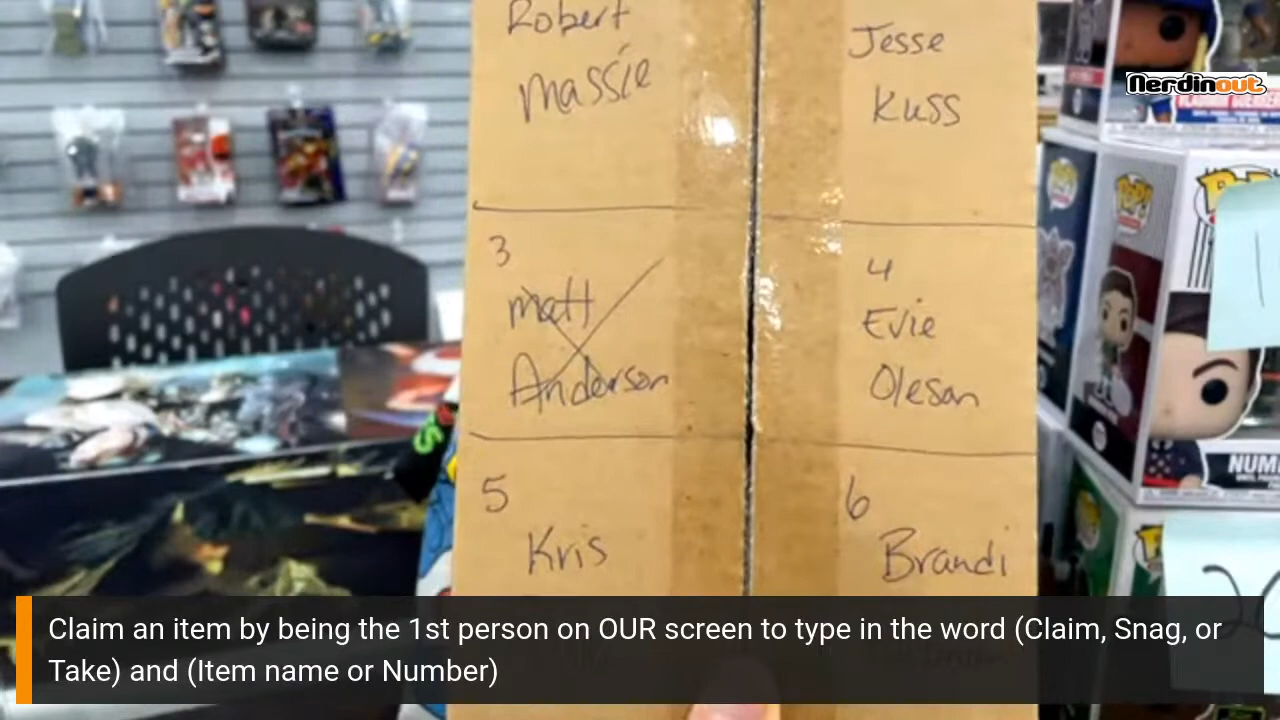 Robert
Massie
Jesse
Kuss
Nerdinout
3
Matt
Anderson
4
Evie
Olesan
5
Kris
6
Brandi
POP!
NUM
Claim an item by being the 1st person on OUR screen to type in the word (Claim, Snag, or
Take) and (Item name or Number)